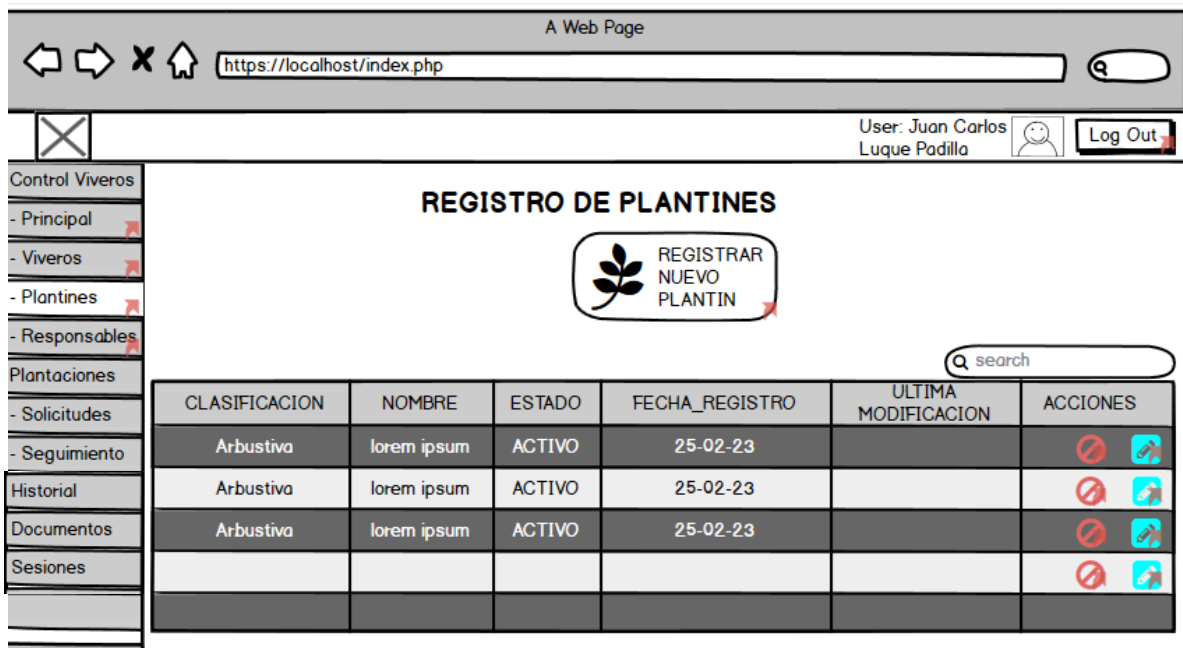 A Web Page
https://localhost/index.php
User: Juan Carlos
Luque Padilla
Log Out
Control Viveros
- Principal
- Viveros
- Plantines
- Responsables
Plantaciones
- Solicitudes
- Seguimiento
Historial
Documentos
Sesiones
REGISTRO DE PLANTINES
REGISTRAR
NUEVO
PLANTIN
search
CLASIFICACION NOMBRE ESTADO FECHA_REGISTRO ULTIMA MODIFICACION ACCIONES
Arbustiva lorem ipsum ACTIVO 25-02-23
Arbustiva lorem ipsum ACTIVO 25-02-23
Arbustiva lorem ipsum ACTIVO 25-02-23